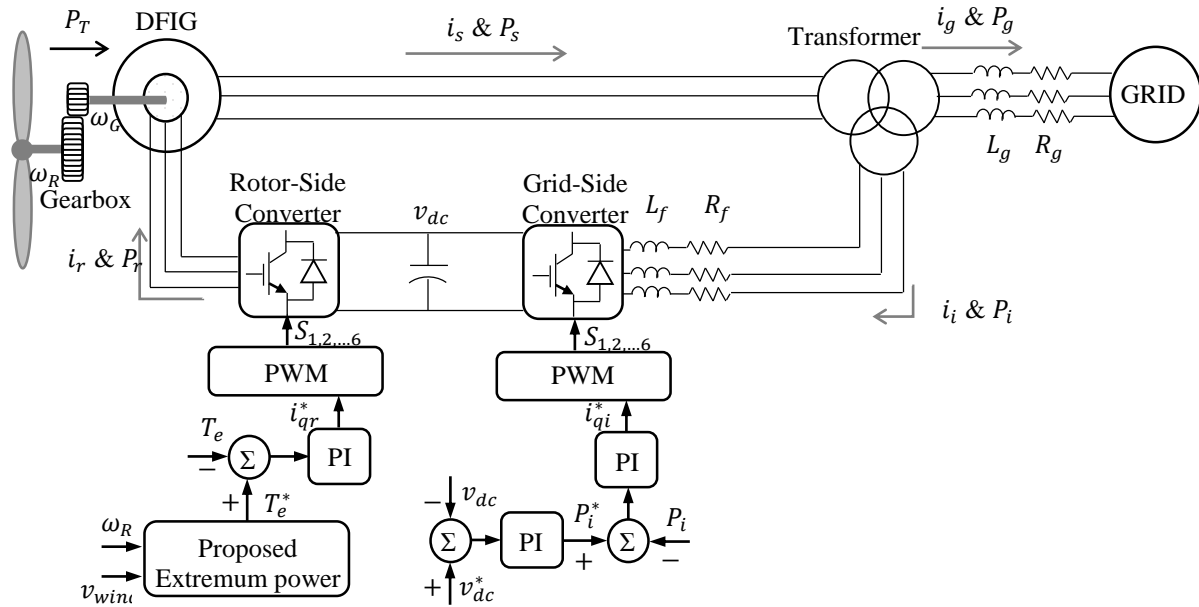 P_T
DFIG
i_s & P_s
i_g & P_g
Transformer
GRID
ω_G
L_g
R_g
ω_R
Gearbox
Rotor-Side
Converter
v_dc
Grid-Side
Converter
L_f
R_f
i_r & P_r
i_i & P_i
S_1,2,...6
S_1,2,...6
PWM
PWM
i*_qr
i*_qi
T_e
−
Σ
PI
PI
+
T*_e
−
v_dc
ω_R
Proposed
Extremum power
Σ
PI
P*_i
+
Σ
P_i
−
v_wind
+
v*_dc